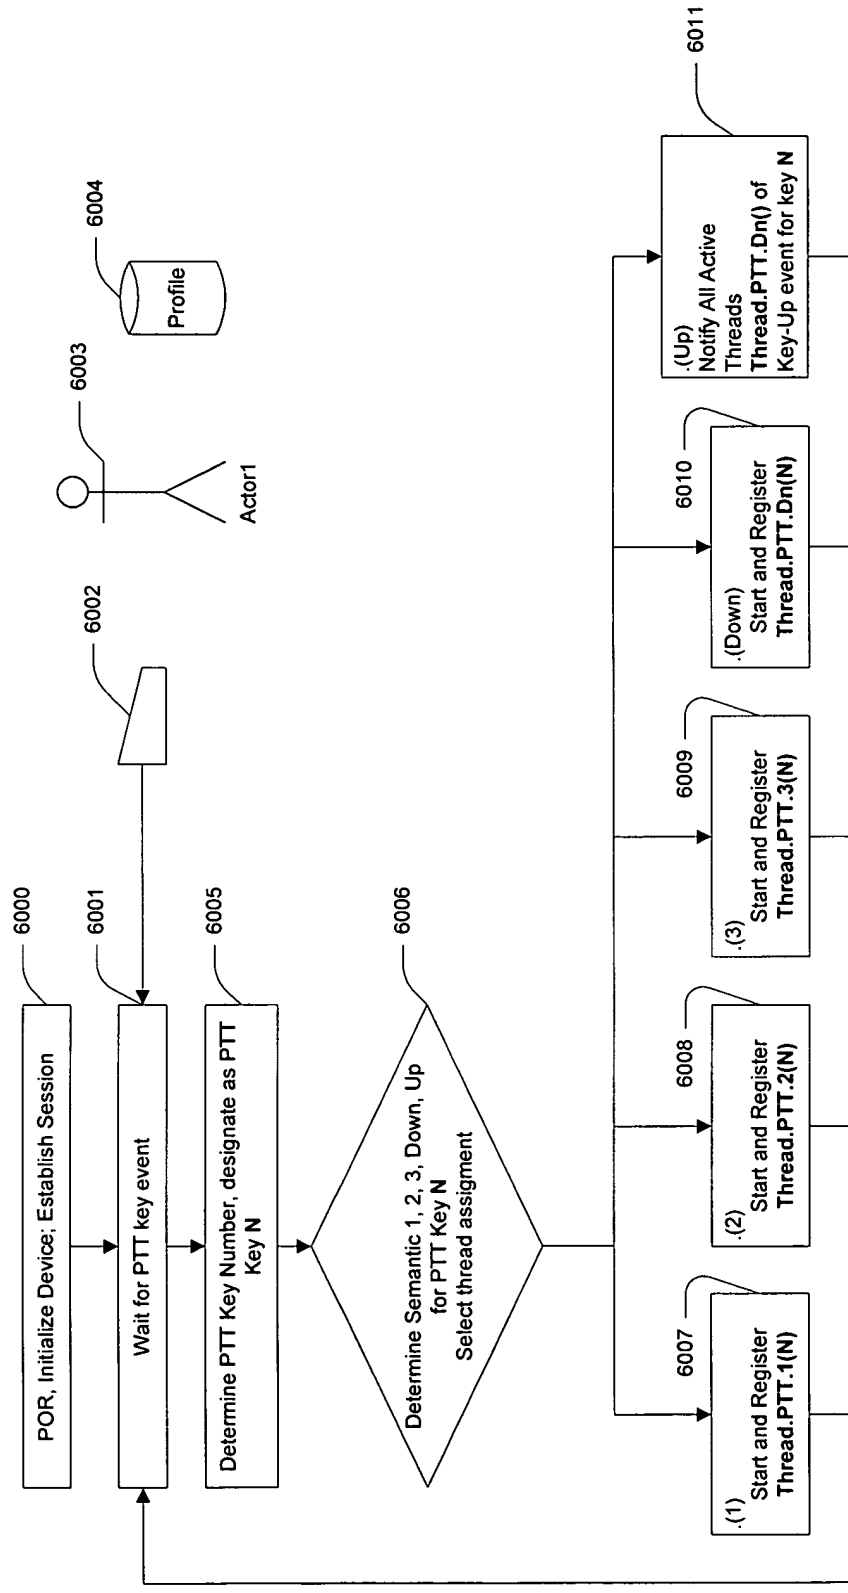 6000
POR, Initialize Device; Establish Session
6001
Wait for PTT key event
6002
6003
Actor1
6004
Profile
6005
Determine PTT Key Number, designate as PTT
Key N
6006
Determine Semantic 1, 2, 3, Down, Up
for PTT Key N
Select thread assigment
6007
.(1)
Start and Register
Thread.PTT.1(N)
6008
.(2)
Start and Register
Thread.PTT.2(N)
6009
.(3)
Start and Register
Thread.PTT.3(N)
6010
.(Down)
Start and Register
Thread.PTT.Dn(N)
6011
.(Up)
Notify All Active
Threads
Thread.PTT.Dn() of
Key-Up event for key N